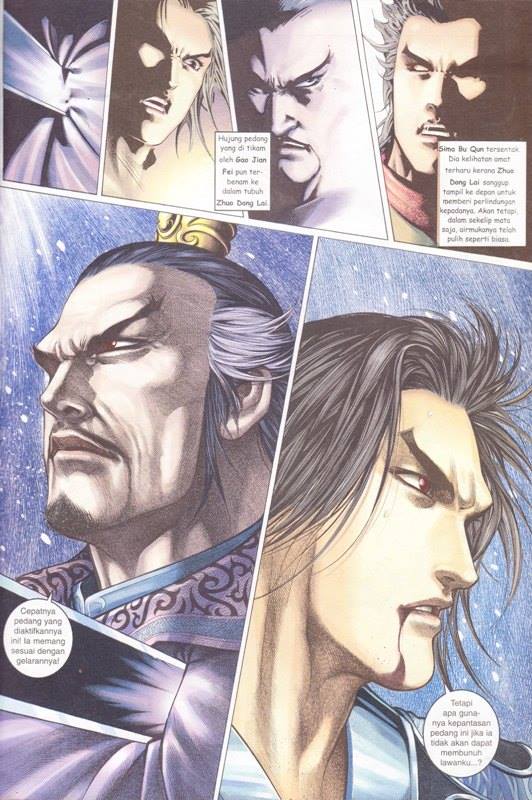 Hujung pedang
yang di tikam
oleh Gao Jian
Fei pun ter-
benam ke
dalam tubuh
Zhuo Dong Lai.
Sima Bu Qun tersentak.
Dia kelihatan amat
terharu kerana Zhuo
Dong Lai sanggup
tampil ke depan untuk
memberi perlindungan
kepadanya. Akan tetapi,
dalam sekelip mata
saja, airmukanya telah
pulih seperti biasa.
Cepatnya
pedang yang
diaktifkannya
ini! Ia memang
sesuai dengan
gelarannya!
Tetapi
apa guna-
nya kepantasan
pedang ini jika ia
tidak akan dapat
membunuh
lawanku...?